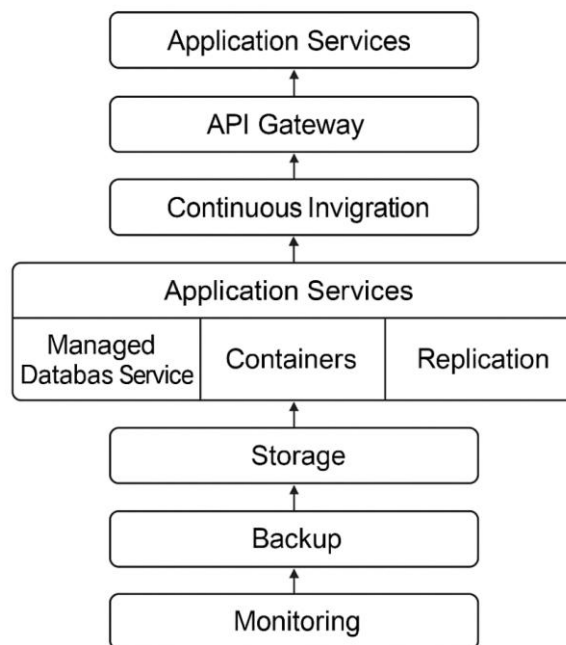 Application Services
API Gateway
Continuous Invigration
Application Services
Managed
Databas Service
Containers
Replication
Storage
Backup
Monitoring